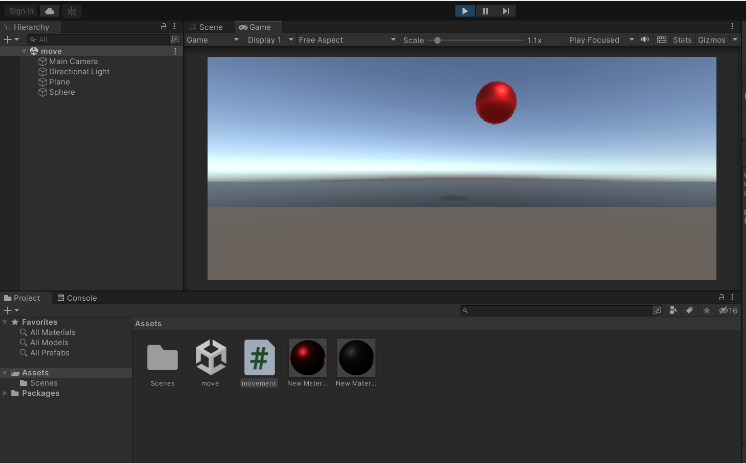 Sign in
Hierarchy
All
move
Main Camera
Directional Light
Plane
Sphere
Scene Game
Game Display 1 Free Aspect Scale 1.1x Play Focused Stats Gizmos
Project Console
16
Favorites
All Materials
All Models
All Prefabs
Assets
Scenes
Packages
Assets
Scenes move movement New Mater... New Mater...